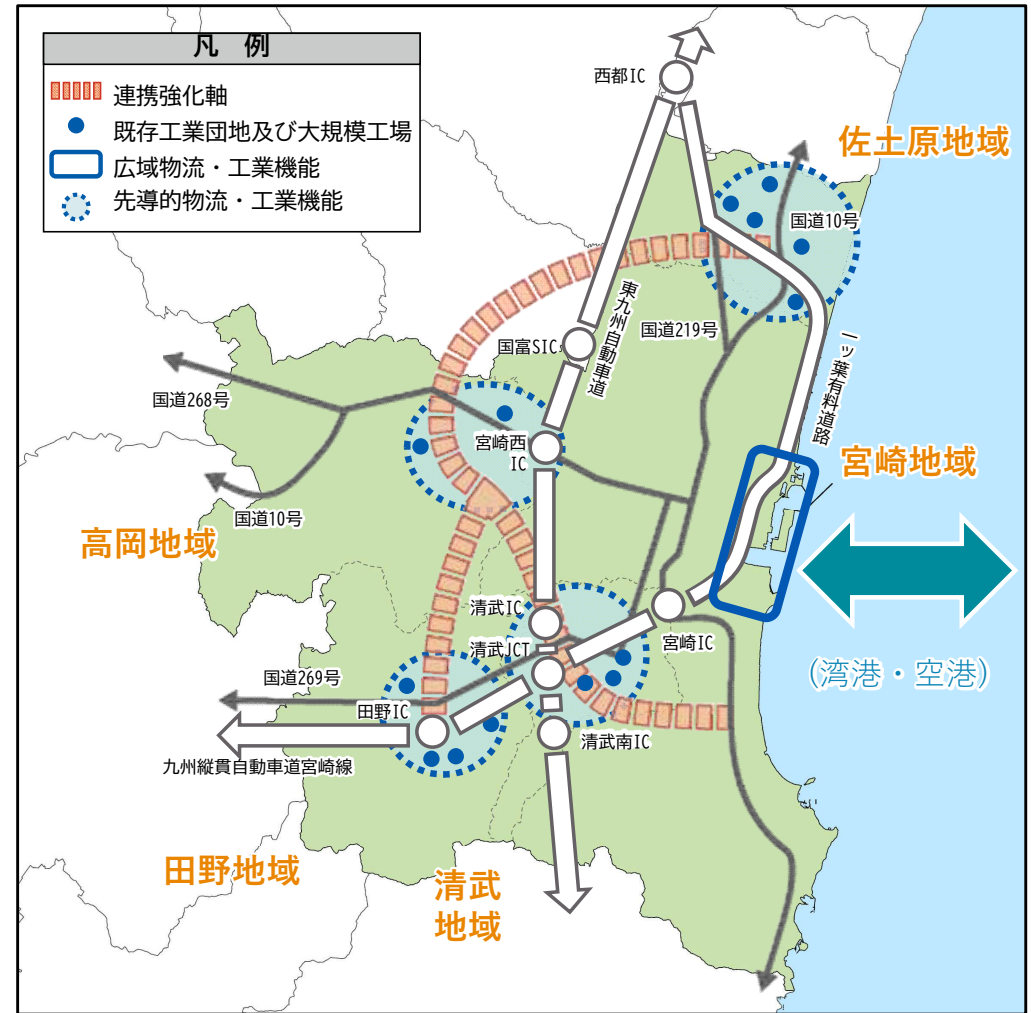 凡 例
連携強化軸
既存工業団地及び大規模工場
広域物流・工業機能
先導的物流・工業機能
西都IC
佐土原地域
国道10号
東九州自動車道
国道219号
国富SIC
一ッ葉有料道路
国道268号
宮崎西
IC
宮崎地域
国道10号
高岡地域
清武IC
宮崎IC
清武JCT
(湾港・空港)
国道269号
田野IC
清武南IC
九州縦貫自動車道宮崎線
田野地域
清武
地域